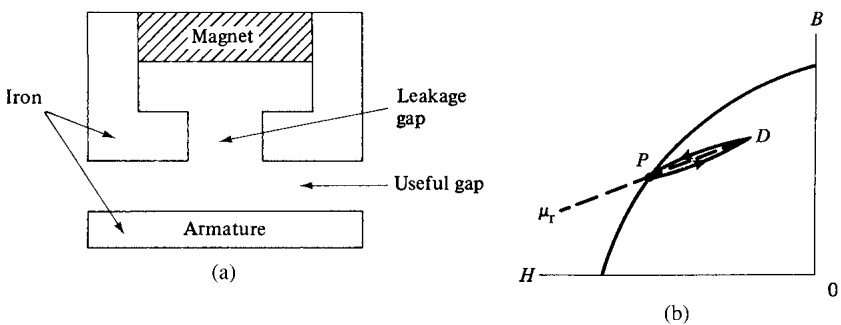 Magnet
Iron
Leakage
gap
Useful gap
Armature
(a)
B
D
P
μr
H
0
(b)